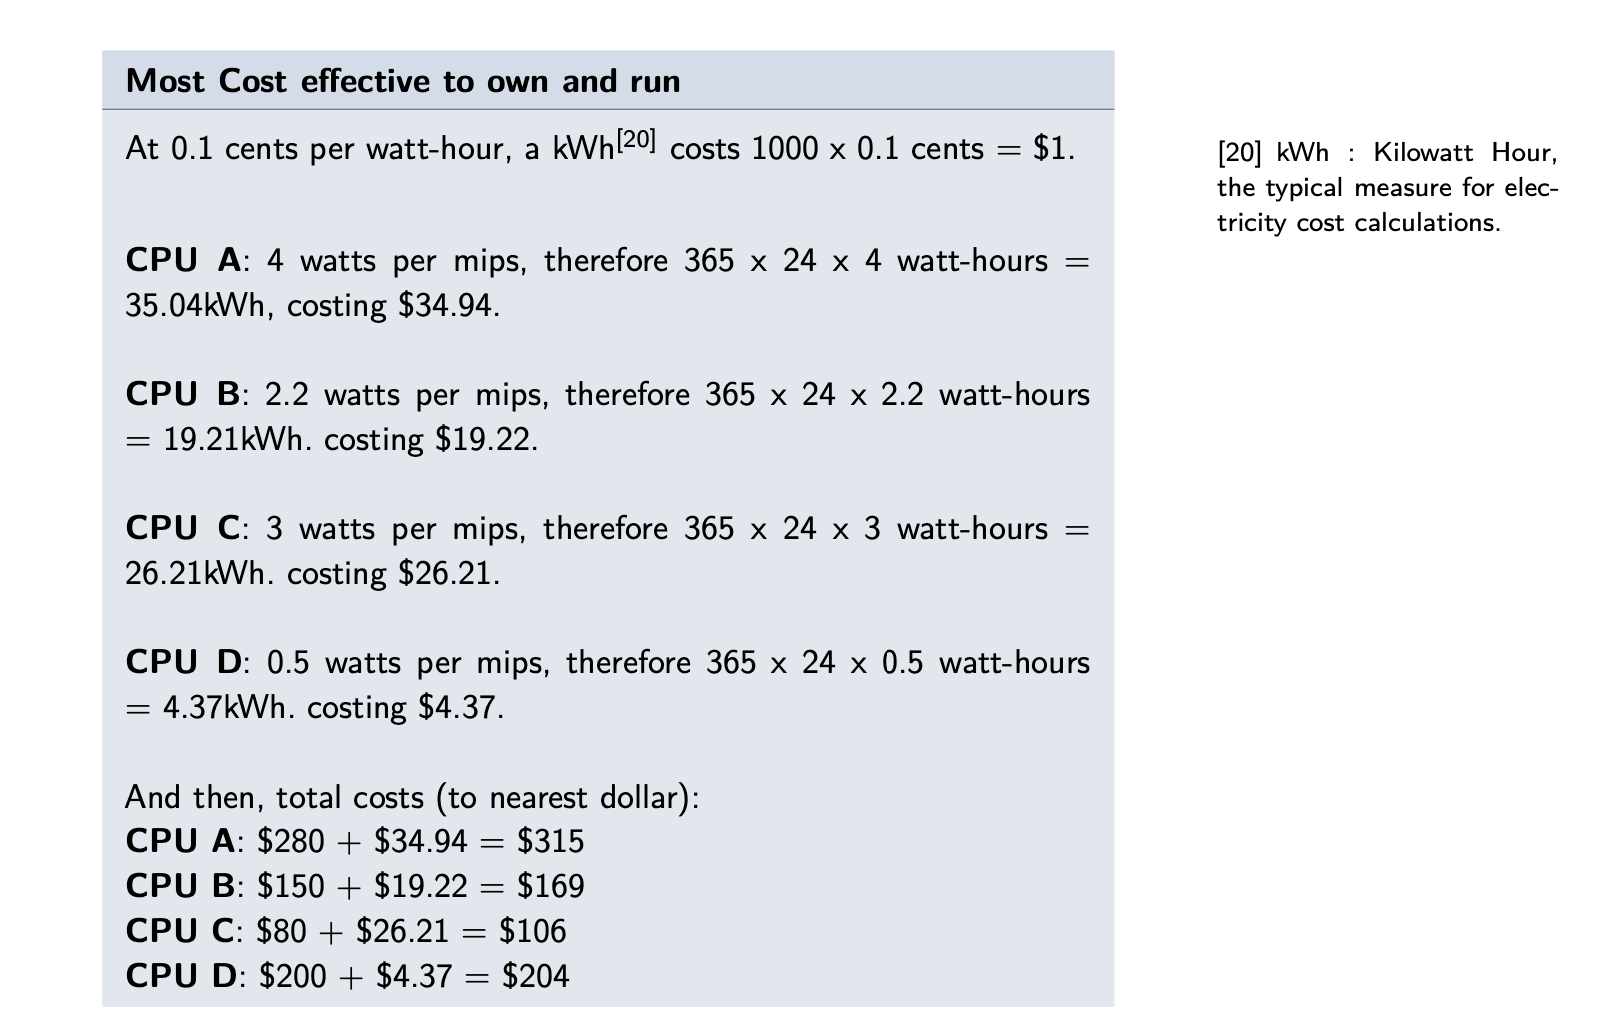 Most Cost effective to own and run
At 0.1 cents per watt-hour, a kWh[20] costs 1000 x 0.1 cents = $1.
CPU A: 4 watts per mips, therefore 365 x 24 x 4 watt-hours =
35.04kWh, costing $34.94.
CPU B: 2.2 watts per mips, therefore 365 x 24 x 2.2 watt-hours
= 19.21kWh. costing $19.22.
CPU C: 3 watts per mips, therefore 365 x 24 x 3 watt-hours =
26.21kWh. costing $26.21.
CPU D: 0.5 watts per mips, therefore 365 x 24 x 0.5 watt-hours
= 4.37kWh. costing $4.37.
And then, total costs (to nearest dollar):
CPU A: $280 + $34.94 = $315
CPU B: $150 + $19.22 = $169
CPU C: $80 + $26.21 = $106
CPU D: $200 + $4.37 = $204
[20] kWh : Kilowatt Hour,
the typical measure for elec-
tricity cost calculations.